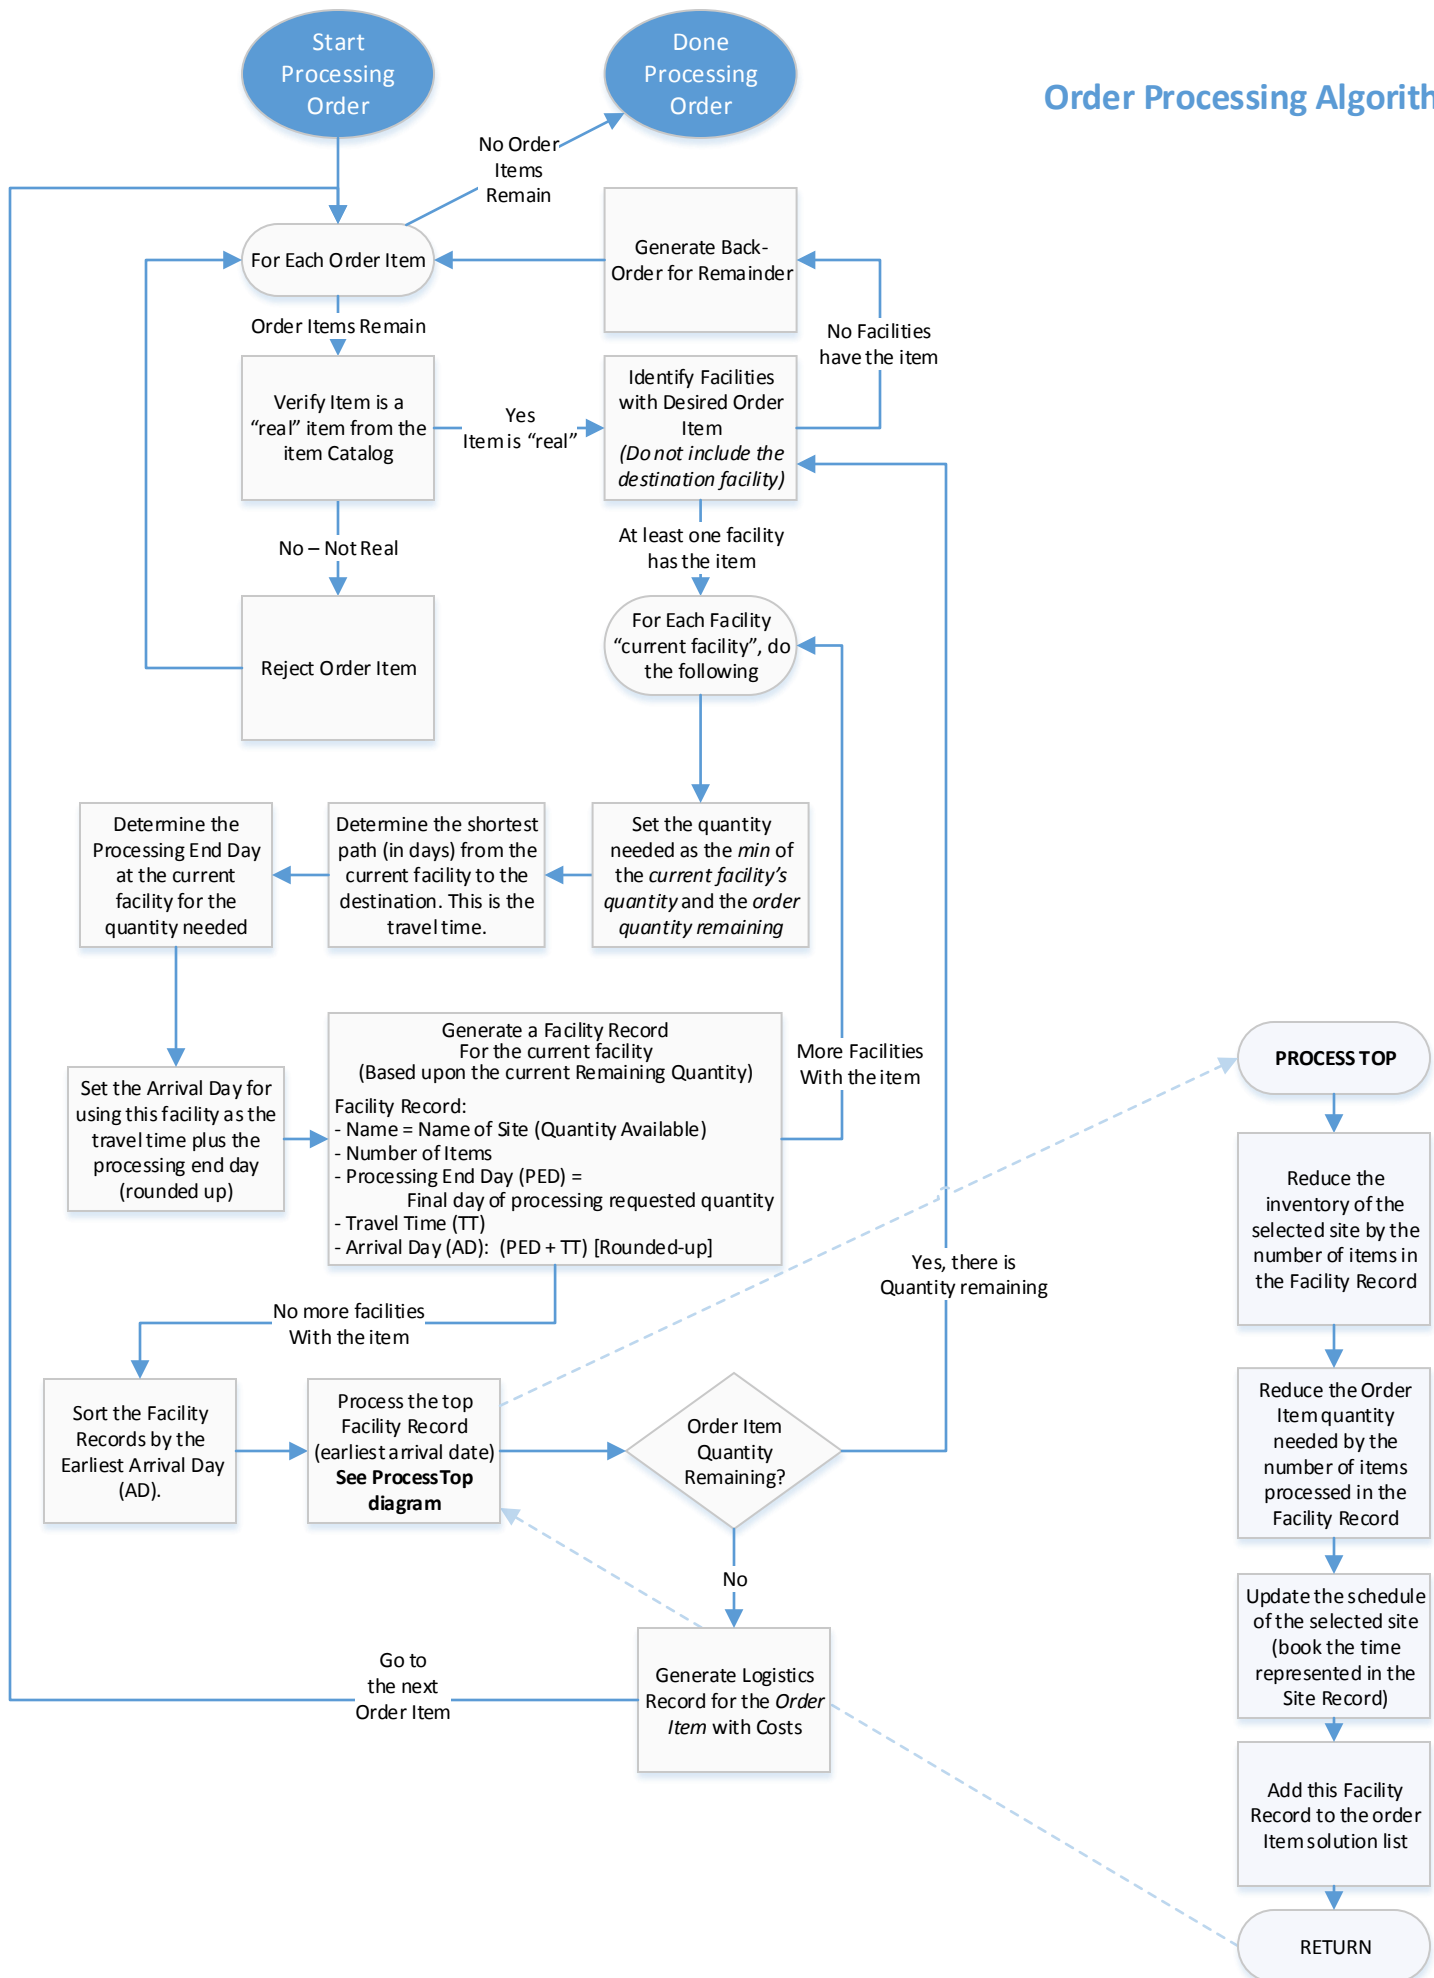 Start
Processing
Order
Done
Processing
Order
Order Processing Algorith
No Order
Items
Remain
For Each Order Item
Generate Back-
Order for Remainder
Order Items Remain
No Facilities
have the item
Verify Item is a
“real” item from the
item Catalog
Yes
Item is “real”
Identify Facilities
with Desired Order
Item
(Do not include the
destination facility)
No – Not Real
At least one facility
has the item
Reject Order Item
For Each Facility
“current facility”, do
the following
Determine the
Processing End Day
at the current
facility for the
quantity needed
Determine the shortest
path (in days) from the
current facility to the
destination. This is the
travel time.
Set the quantity
needed as the min of
the current facility’s
quantity and the order
quantity remaining
Set the Arrival Day for
using this facility as the
travel time plus the
processing end day
(rounded up)
Generate a Facility Record
For the current facility
(Based upon the current Remaining Quantity)
Facility Record:
- Name = Name of Site (Quantity Available)
- Number of Items
- Processing End Day (PED) =
Final day of processing requested quantity
- Travel Time (TT)
- Arrival Day (AD): (PED + TT) [Rounded-up]
More Facilities
With the item
Yes, there is
Quantity remaining
No more facilities
With the item
Sort the Facility
Records by the
Earliest Arrival Day
(AD).
Process the top
Facility Record
(earliest arrival date)
See ProcessTop
diagram
Order Item
Quantity
Remaining?
No
Go to
the next
Order Item
Generate Logistics
Record for the Order
Item with Costs
PROCESS TOP
Reduce the
inventory of the
selected site by the
number of items in
the Facility Record
Reduce the Order
Item quantity
needed by the
number of items
processed in the
Facility Record
Update the schedule
of the selected site
(book the time
represented in the
Site Record)
Add this Facility
Record to the order
Item solution list
RETURN